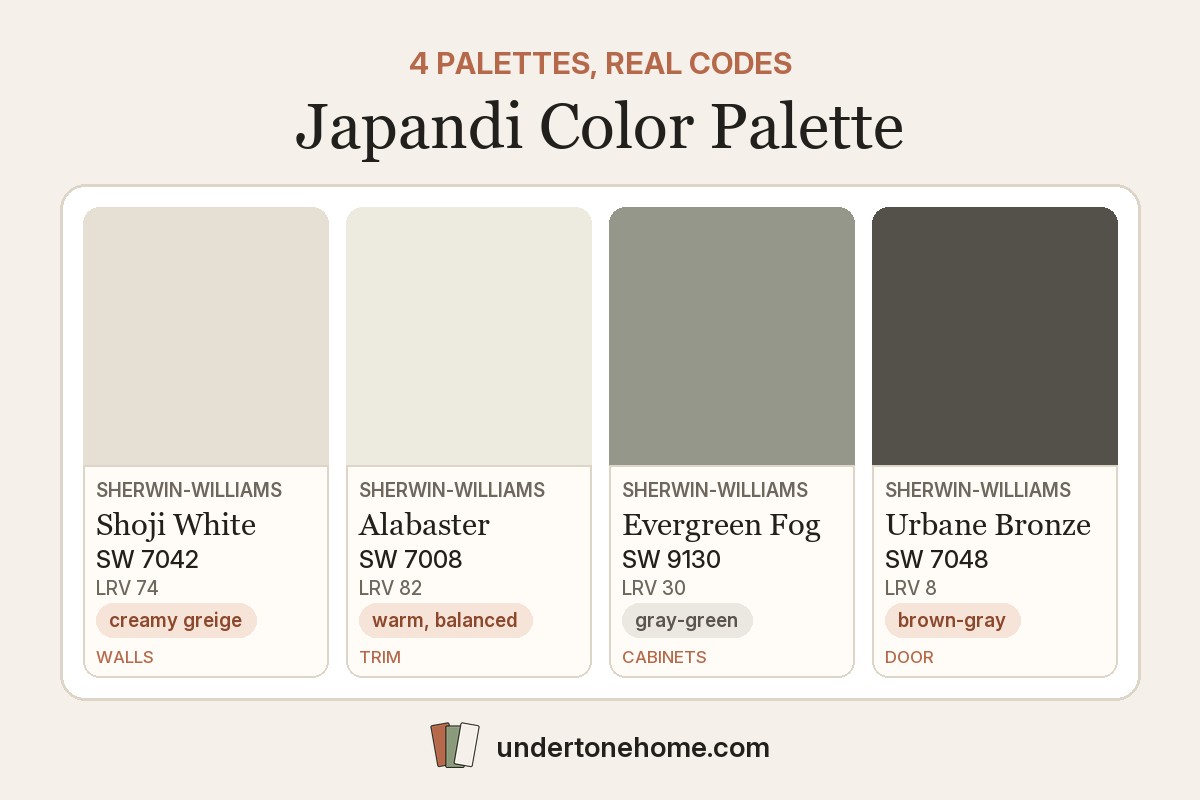 4 PALETTES, REAL CODES
Japandi Color Palette
SHERWIN-WILLIAMS
Shoji White
SW 7042
LRV 74
creamy greige
WALLS
SHERWIN-WILLIAMS
Alabaster
SW 7008
LRV 82
warm, balanced
TRIM
SHERWIN-WILLIAMS
Evergreen Fog
SW 9130
LRV 30
gray-green
CABINETS
SHERWIN-WILLIAMS
Urbane Bronze
SW 7048
LRV 8
brown-gray
DOOR
undertonehome.com